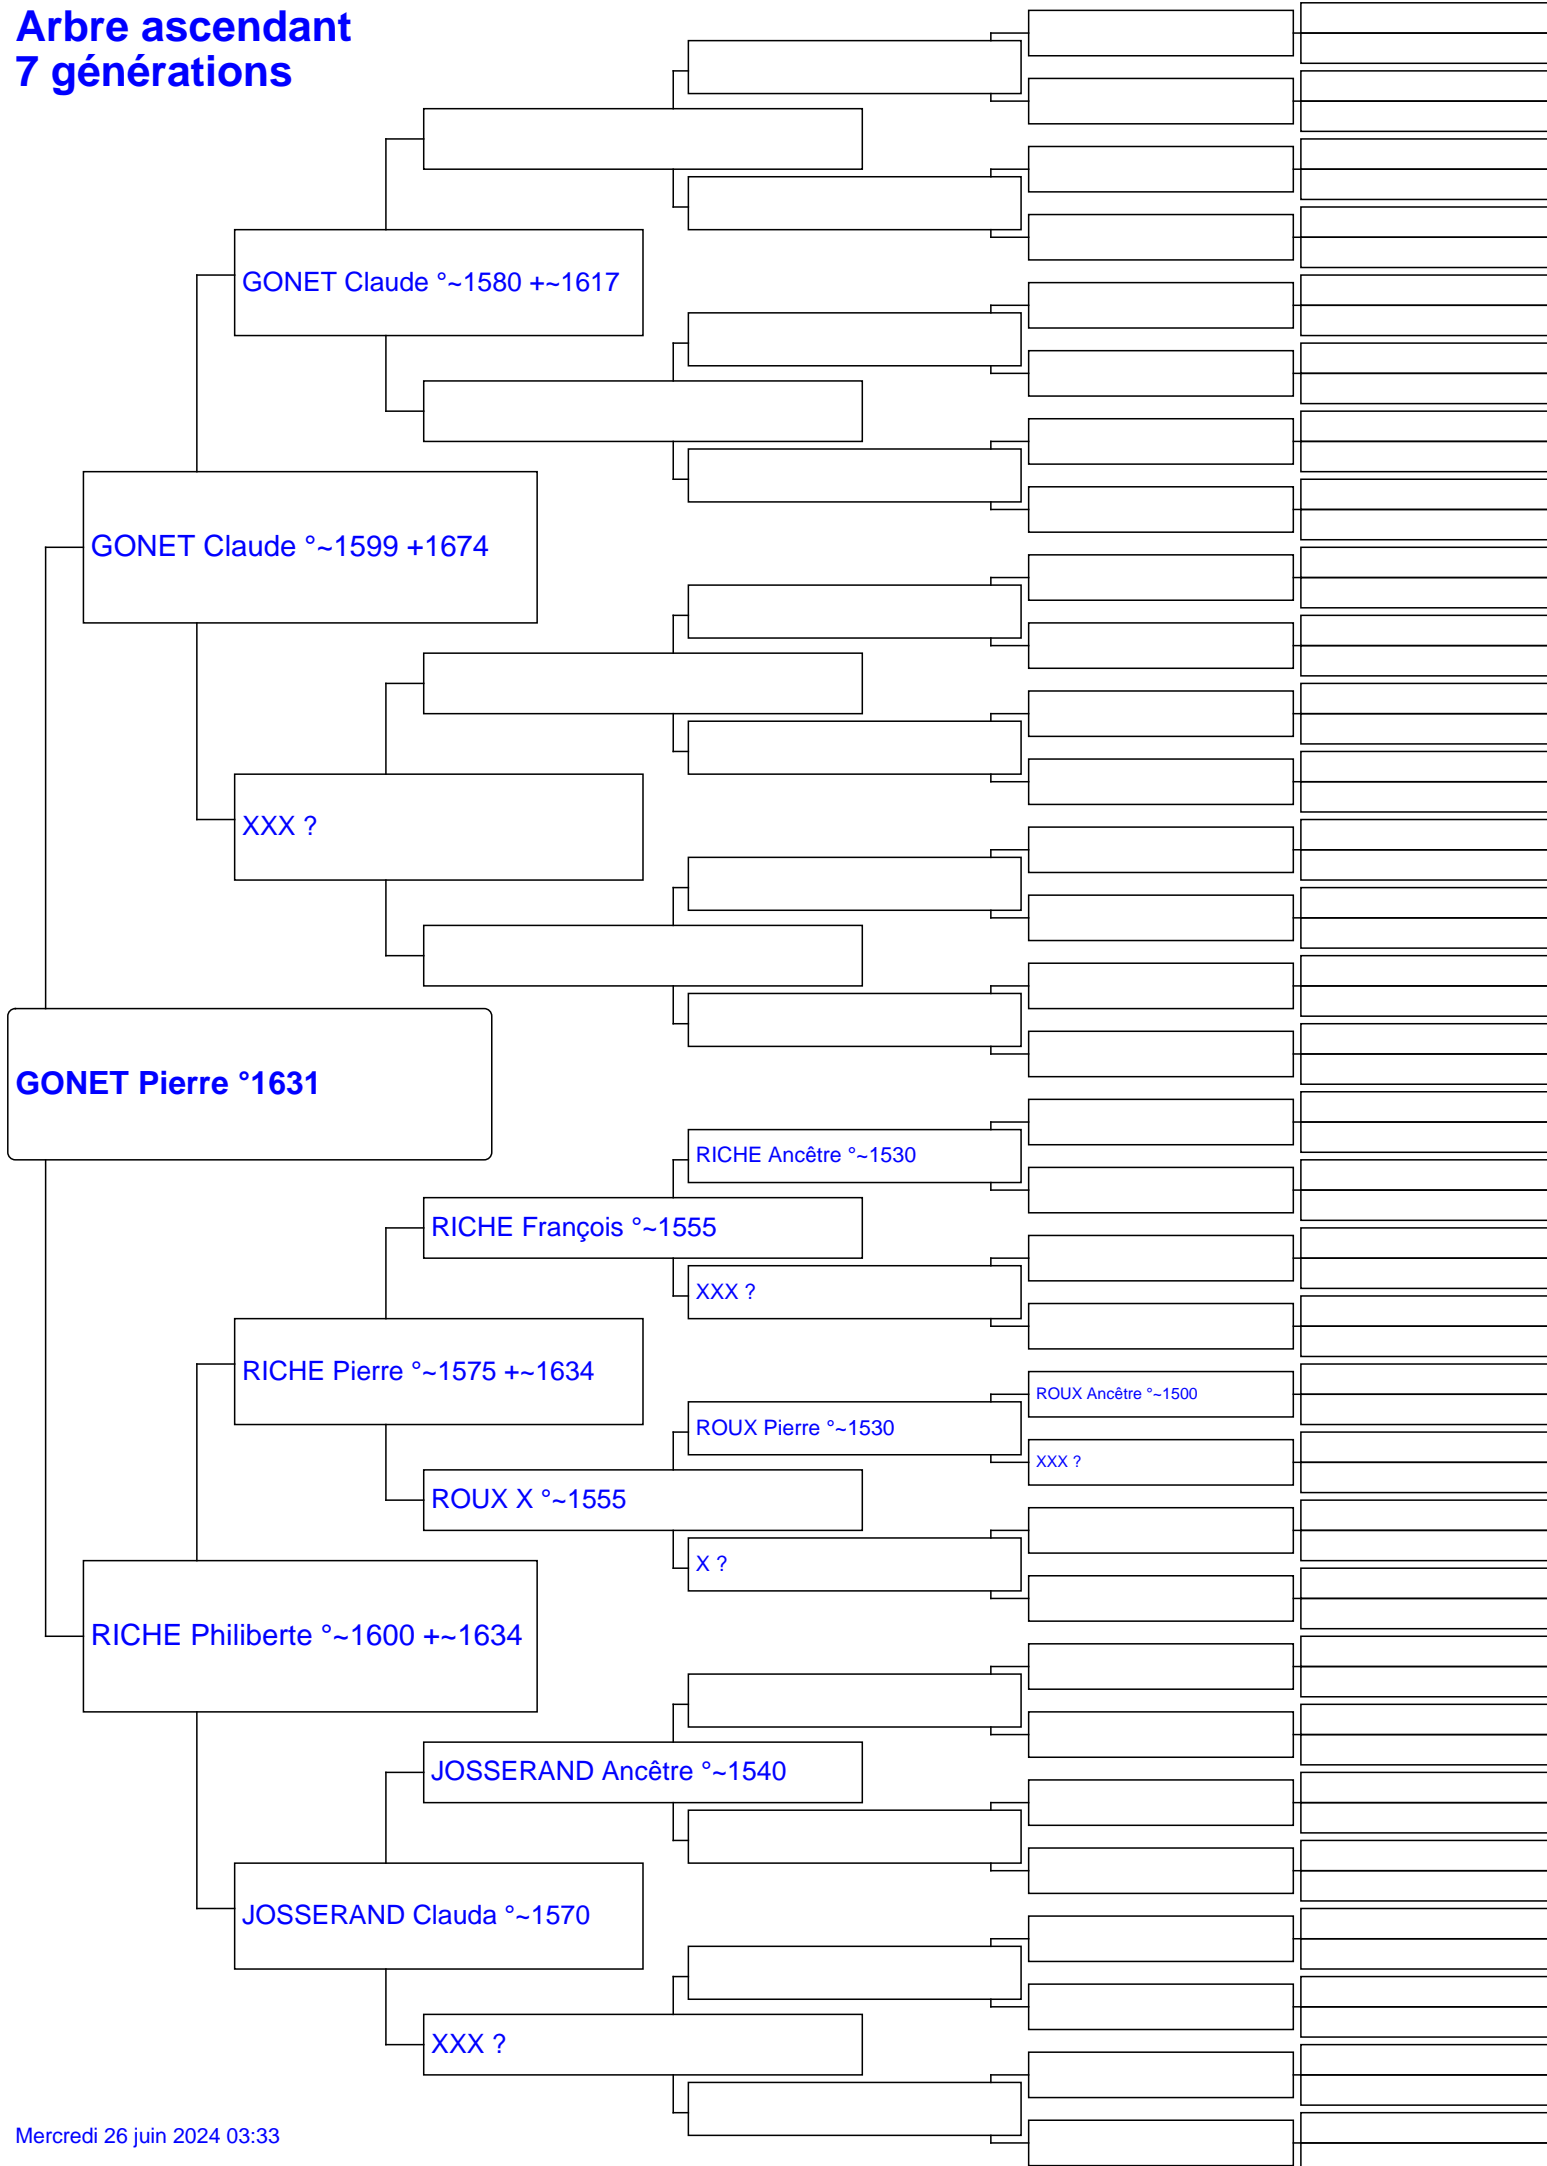 Arbre ascendant
7 générations
GONET Claude °~1580 +~1617
GONET Claude °~1599 +1674
XXX ?
GONET Pierre °1631
RICHE Ancêtre °~1530
RICHE François °~1555
XXX ?
RICHE Pierre °~1575 +~1634
ROUX Ancêtre °~1500
ROUX Pierre °~1530
XXX ?
ROUX X °~1555
X ?
RICHE Philiberte °~1600 +~1634
JOSSERAND Ancêtre °~1540
JOSSERAND Clauda °~1570
XXX ?
Mercredi 26 juin 2024 03:33